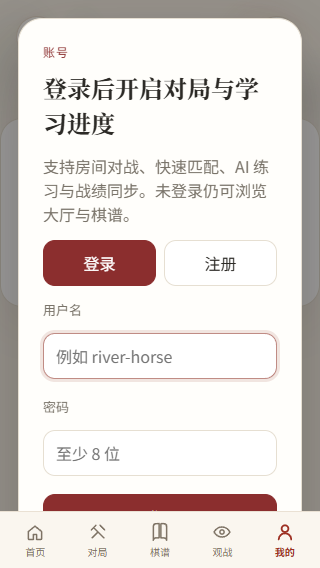 账号
登录后开启对局与学
习进度
支持房间对战、快速匹配、AI 练
习与战绩同步。未登录仍可浏览
大厅与棋谱。
登录 注册
用户名
例如 river-horse
密码
至少 8 位
首页 对局 棋谱 观战 我的